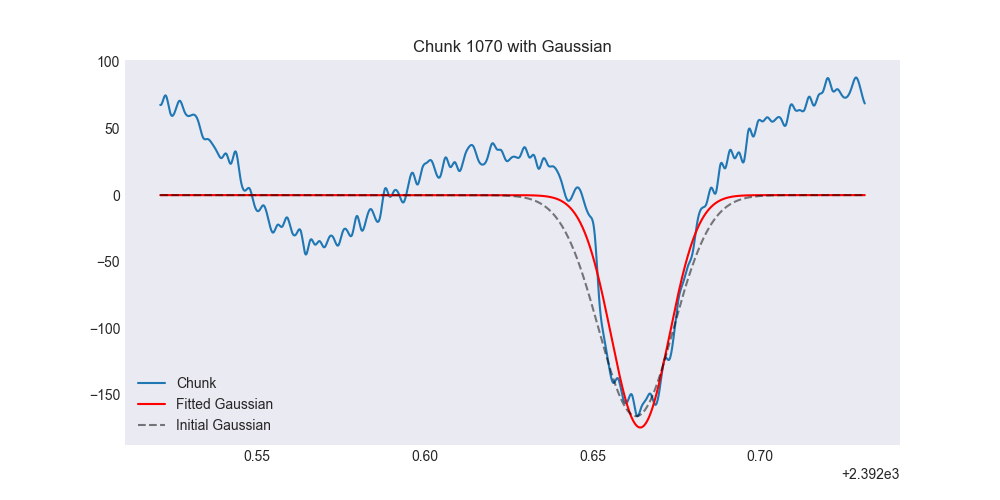 Chunk 1070 with Gaussian
100
50
0
−50
−100
−150
Chunk
Fitted Gaussian
Initial Gaussian
0.55 0.60 0.65 0.70
+2.392e3